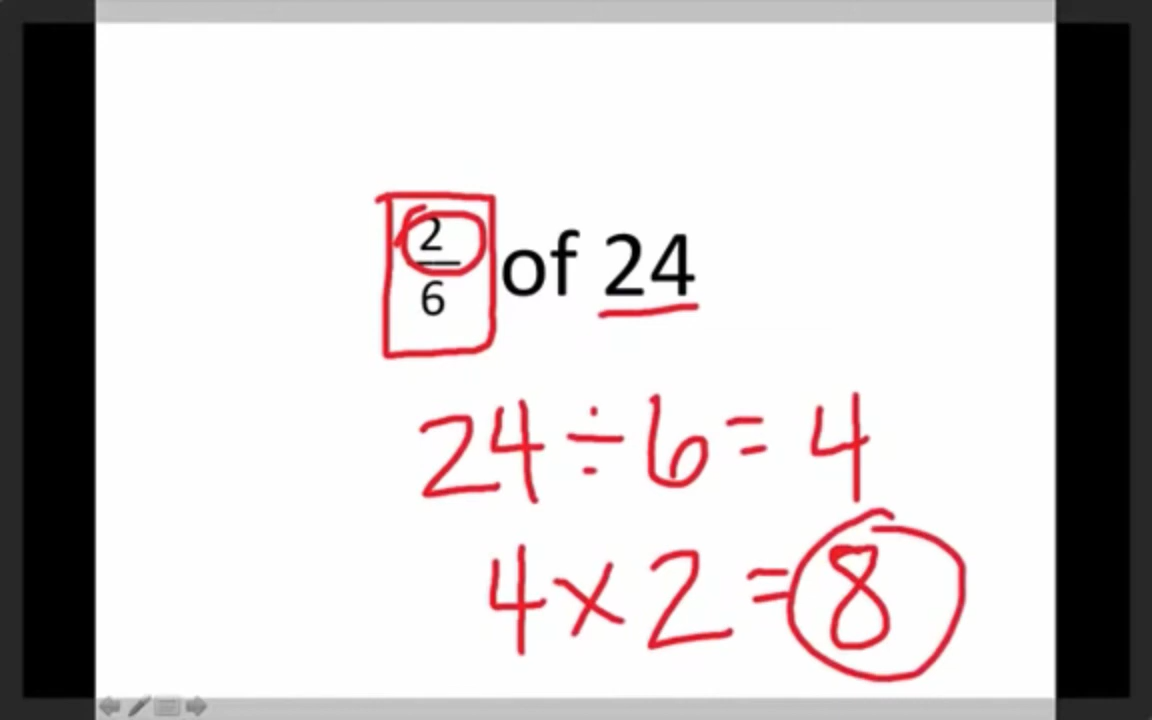 2/6 of 24
24 ÷ 6 = 4
4 x 2 = 8